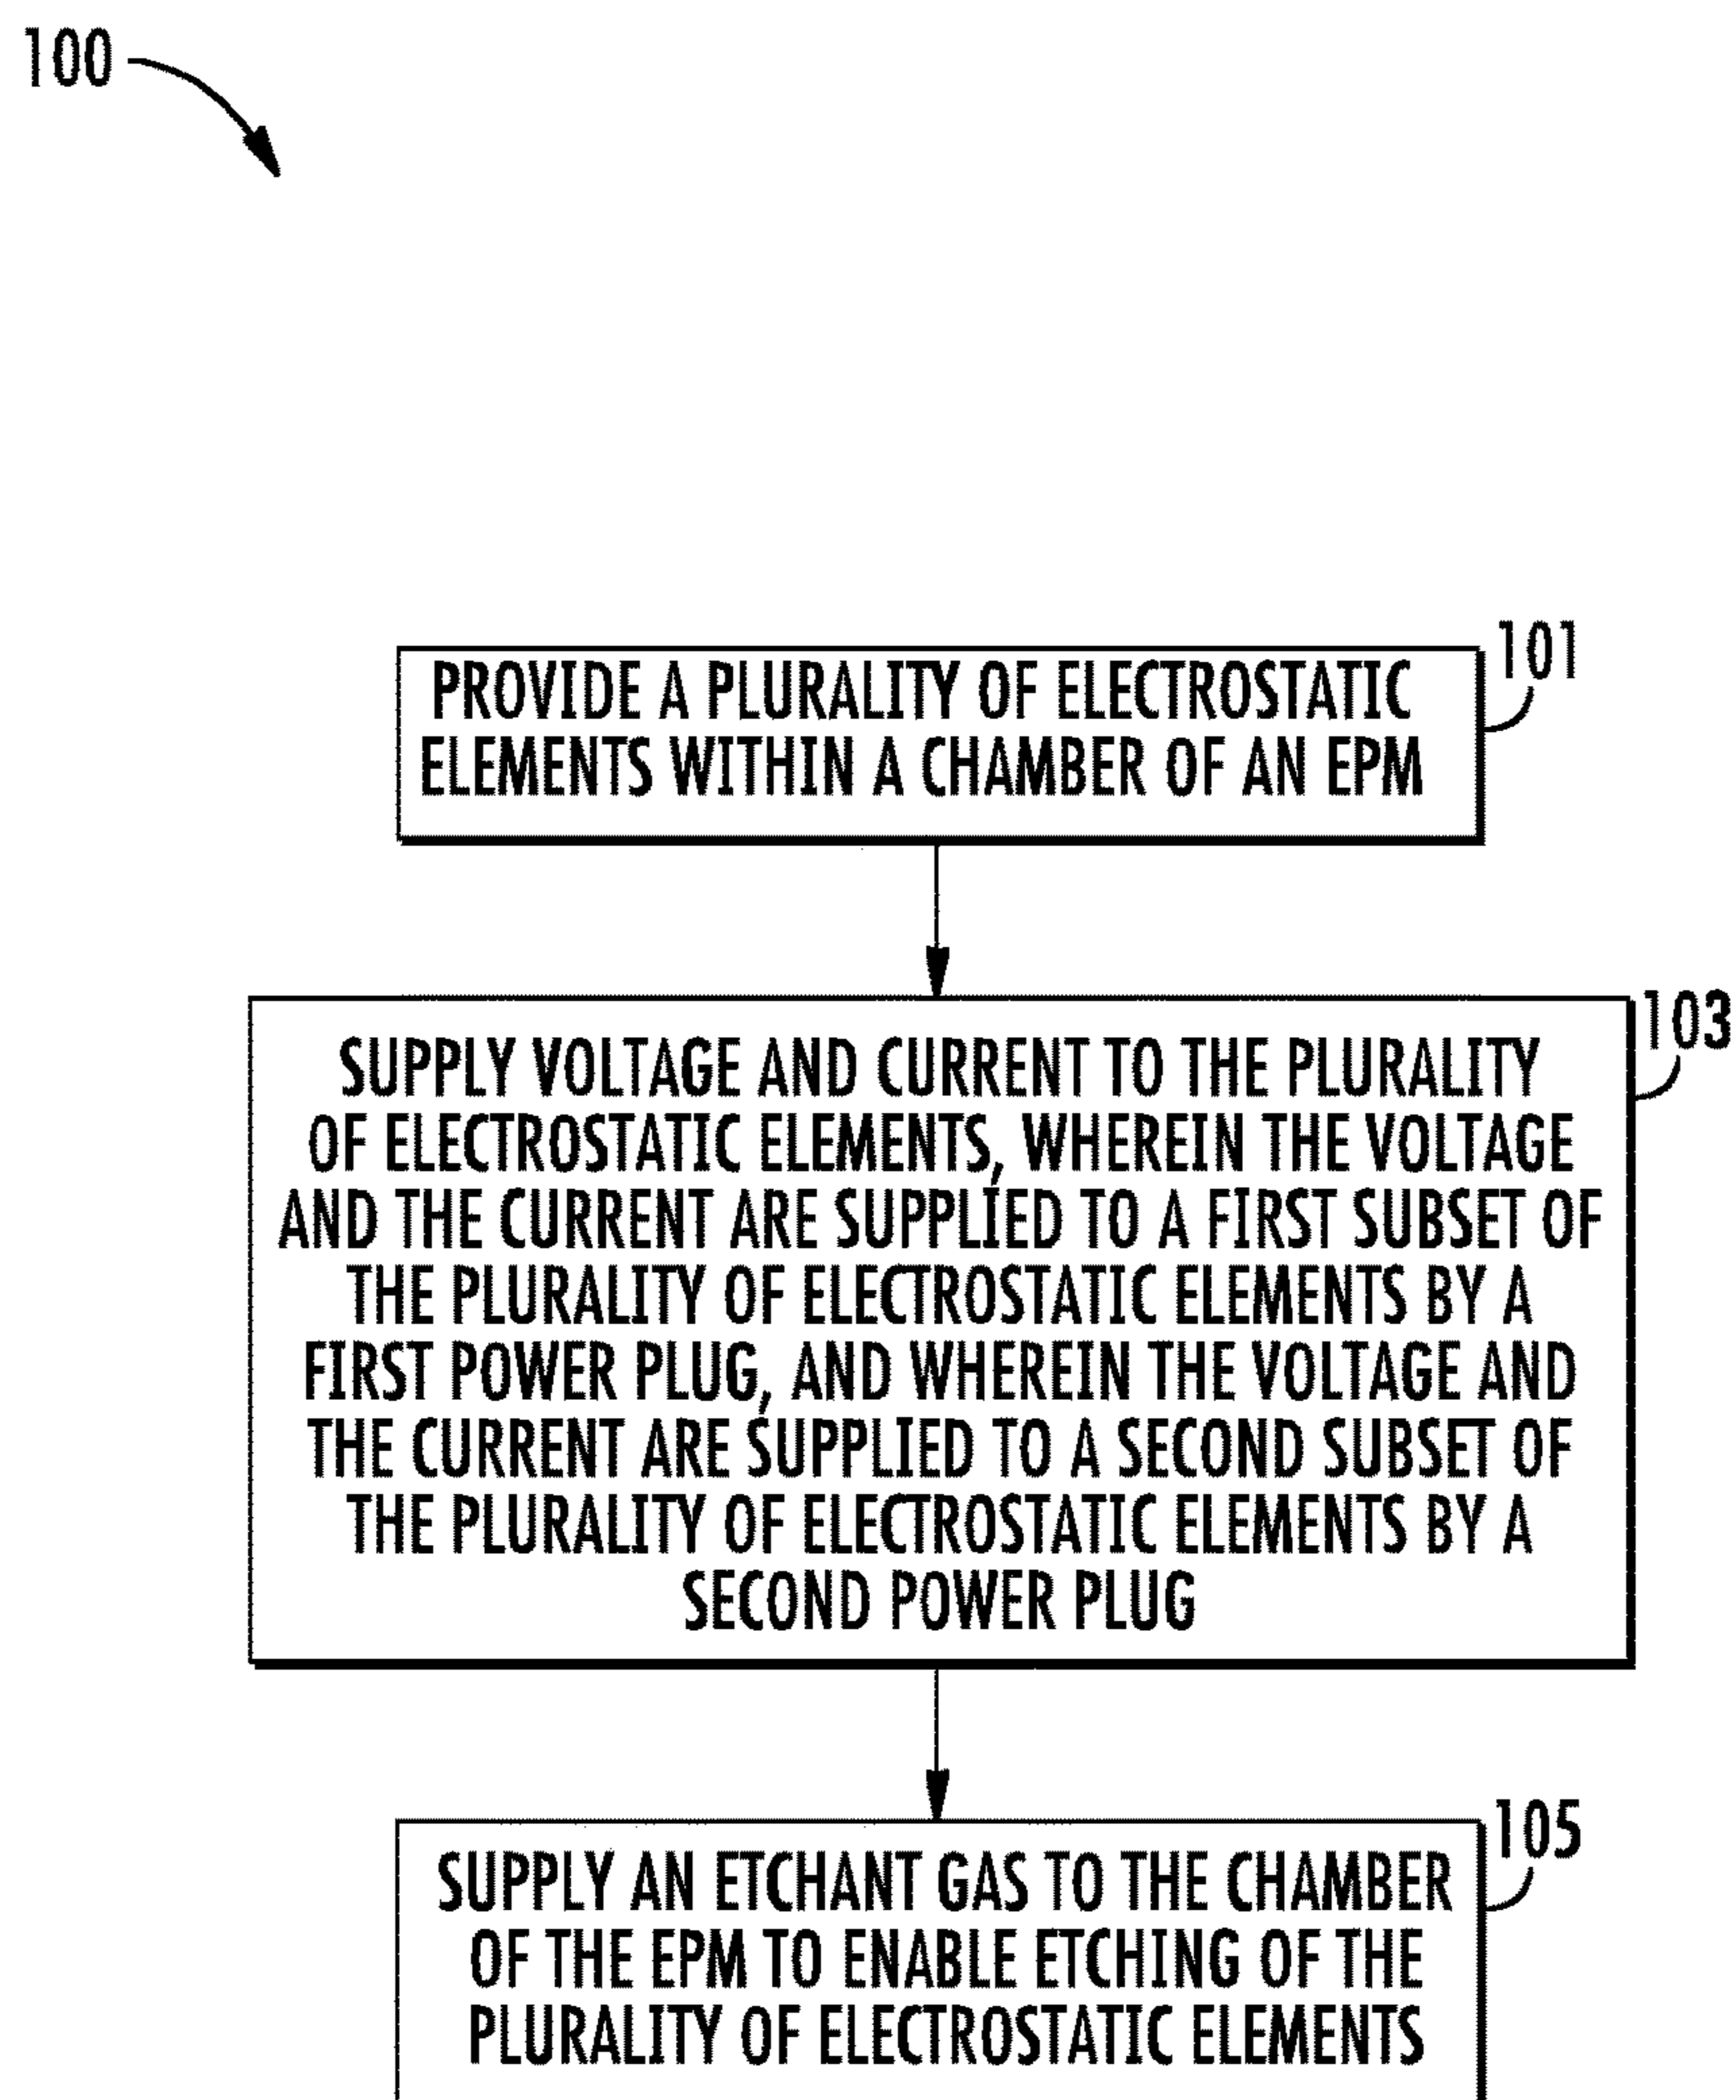 100
101
PROVIDE A PLURALITY OF ELECTROSTATIC
ELEMENTS WITHIN A CHAMBER OF AN EPM
103
SUPPLY VOLTAGE AND CURRENT TO THE PLURALITY
OF ELECTROSTATIC ELEMENTS, WHEREIN THE VOLTAGE
AND THE CURRENT ARE SUPPLIED TO A FIRST SUBSET OF
THE PLURALITY OF ELECTROSTATIC ELEMENTS BY A
FIRST POWER PLUG, AND WHEREIN THE VOLTAGE AND
THE CURRENT ARE SUPPLIED TO A SECOND SUBSET OF
THE PLURALITY OF ELECTROSTATIC ELEMENTS BY A
SECOND POWER PLUG
105
SUPPLY AN ETCHANT GAS TO THE CHAMBER
OF THE EPM TO ENABLE ETCHING OF THE
PLURALITY OF ELECTROSTATIC ELEMENTS